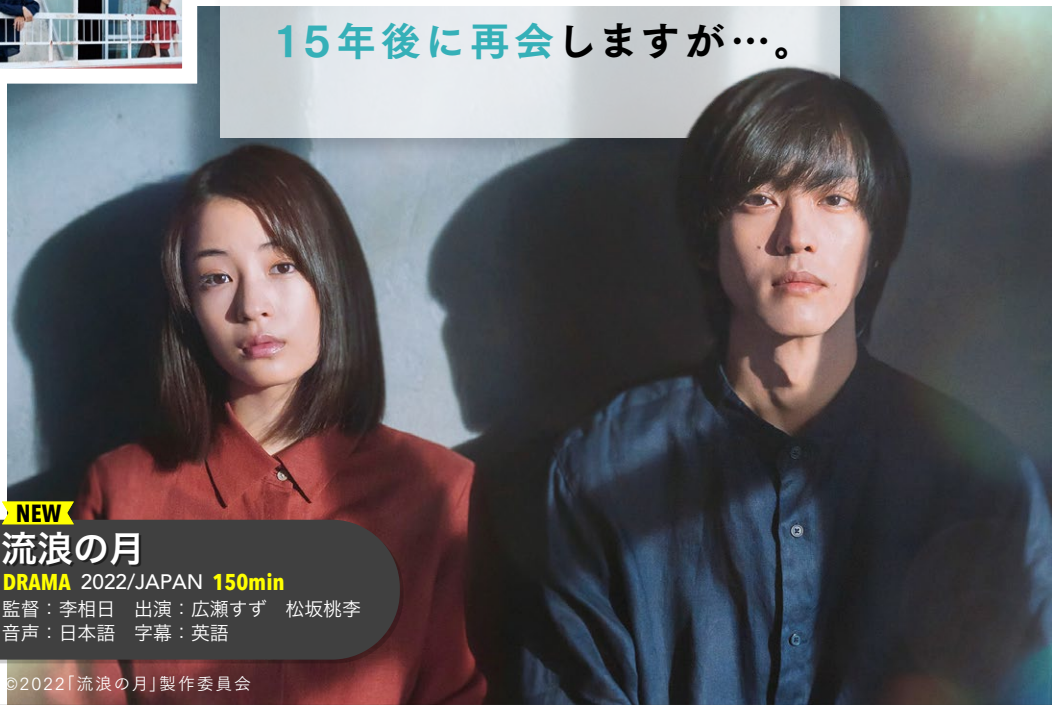 15年後に再会しますが…。
NEW
流浪の月
DRAMA 2022/JAPAN 150min
監督：李相日　出演：広瀬すず　松坂桃李
音声：日本語　字幕：英語
©2022「流浪の月」製作委員会